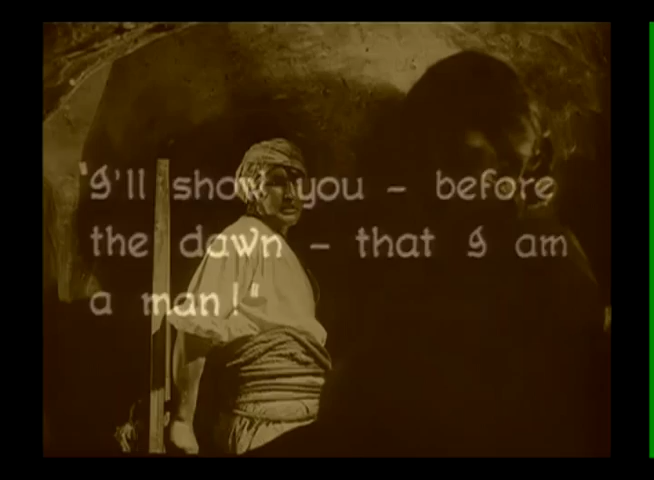 "I'll show you – before
the dawn – that I am
a man!"